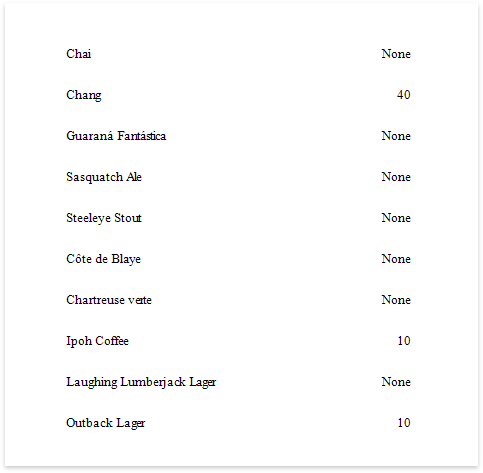 Chai None
Chang 40
Guaraná Fantástica None
Sasquatch Ale None
Steeleye Stout None
Côte de Blaye None
Chartreuse verte None
Ipoh Coffee 10
Laughing Lumberjack Lager None
Outback Lager 10